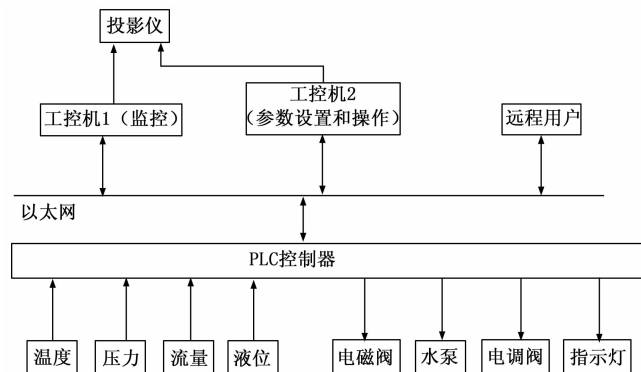 投影仪
工控机1（监控）
工控机2
（参数设置和操作）
远程用户
以太网
PLC控制器
温度
压力
流量
液位
电磁阀
水泵
电调阀
指示灯